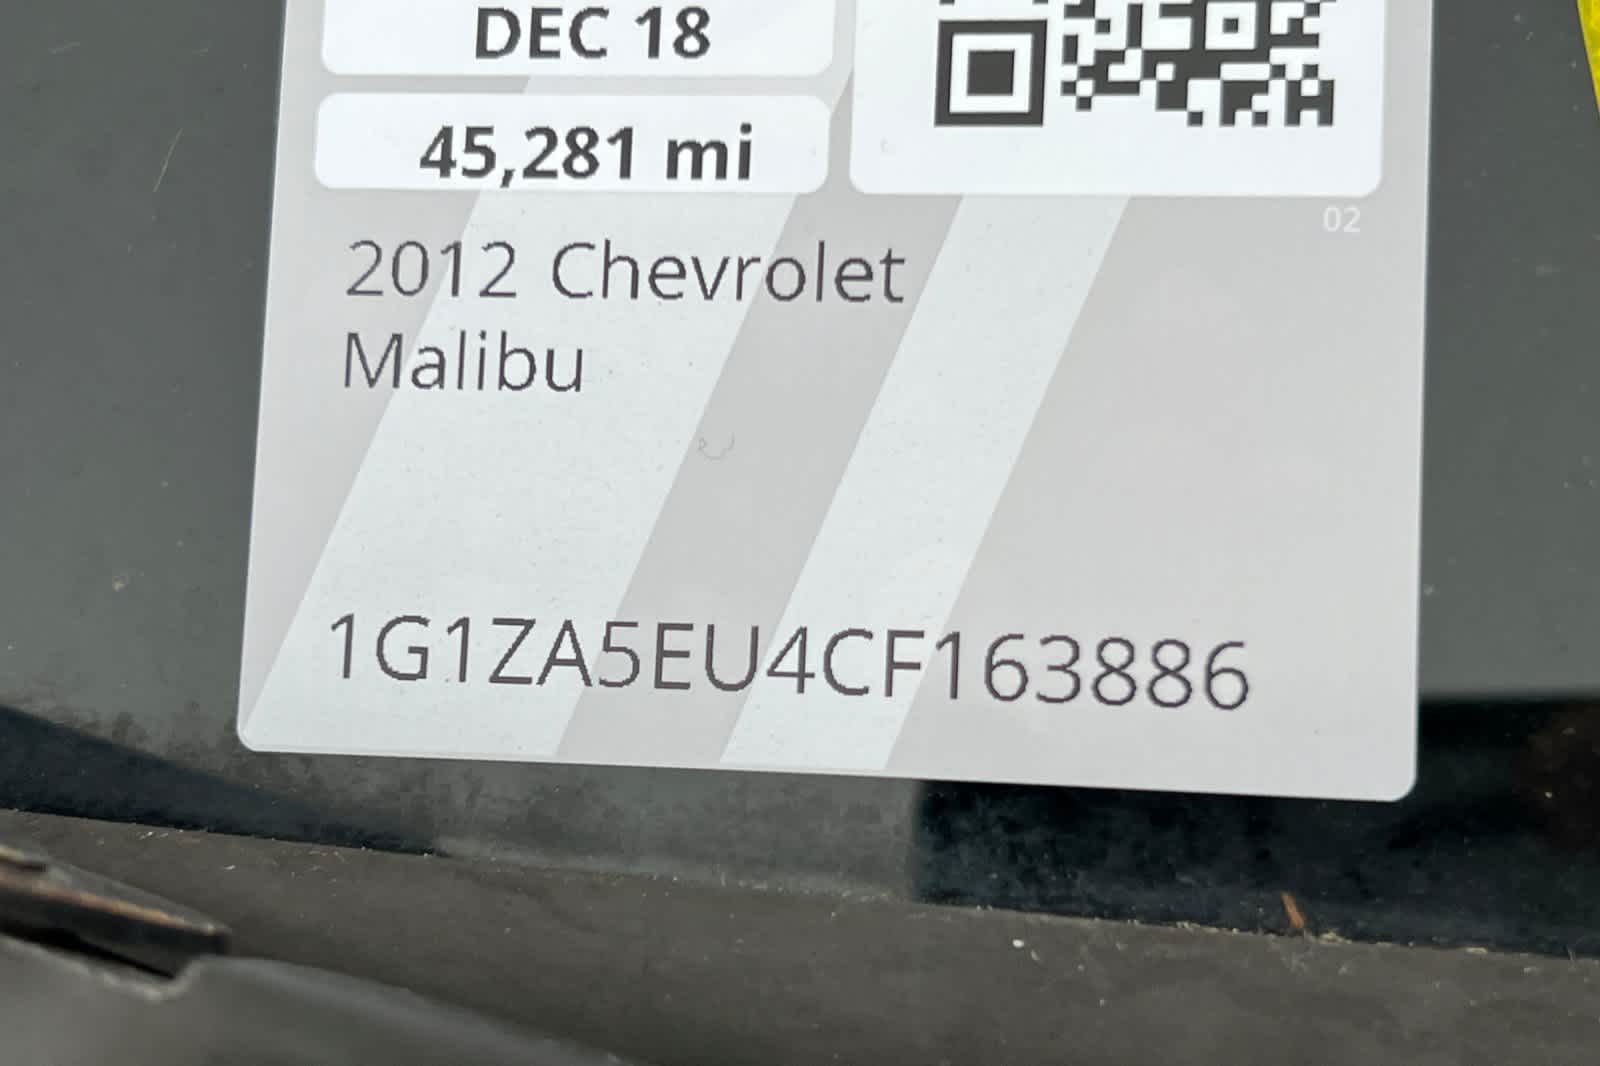 DEC 18
45,281 mi
02
2012 Chevrolet
Malibu
1G1ZA5EU4CF163886